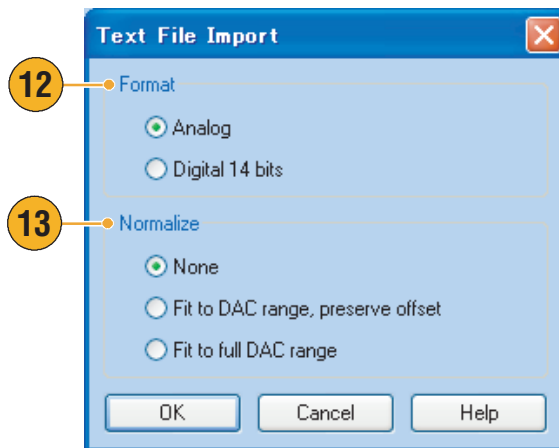 Text File Import
12
Format
Analog
Digital 14 bits
13
Normalize
None
Fit to DAC range, preserve offset
Fit to full DAC range
OK Cancel Help